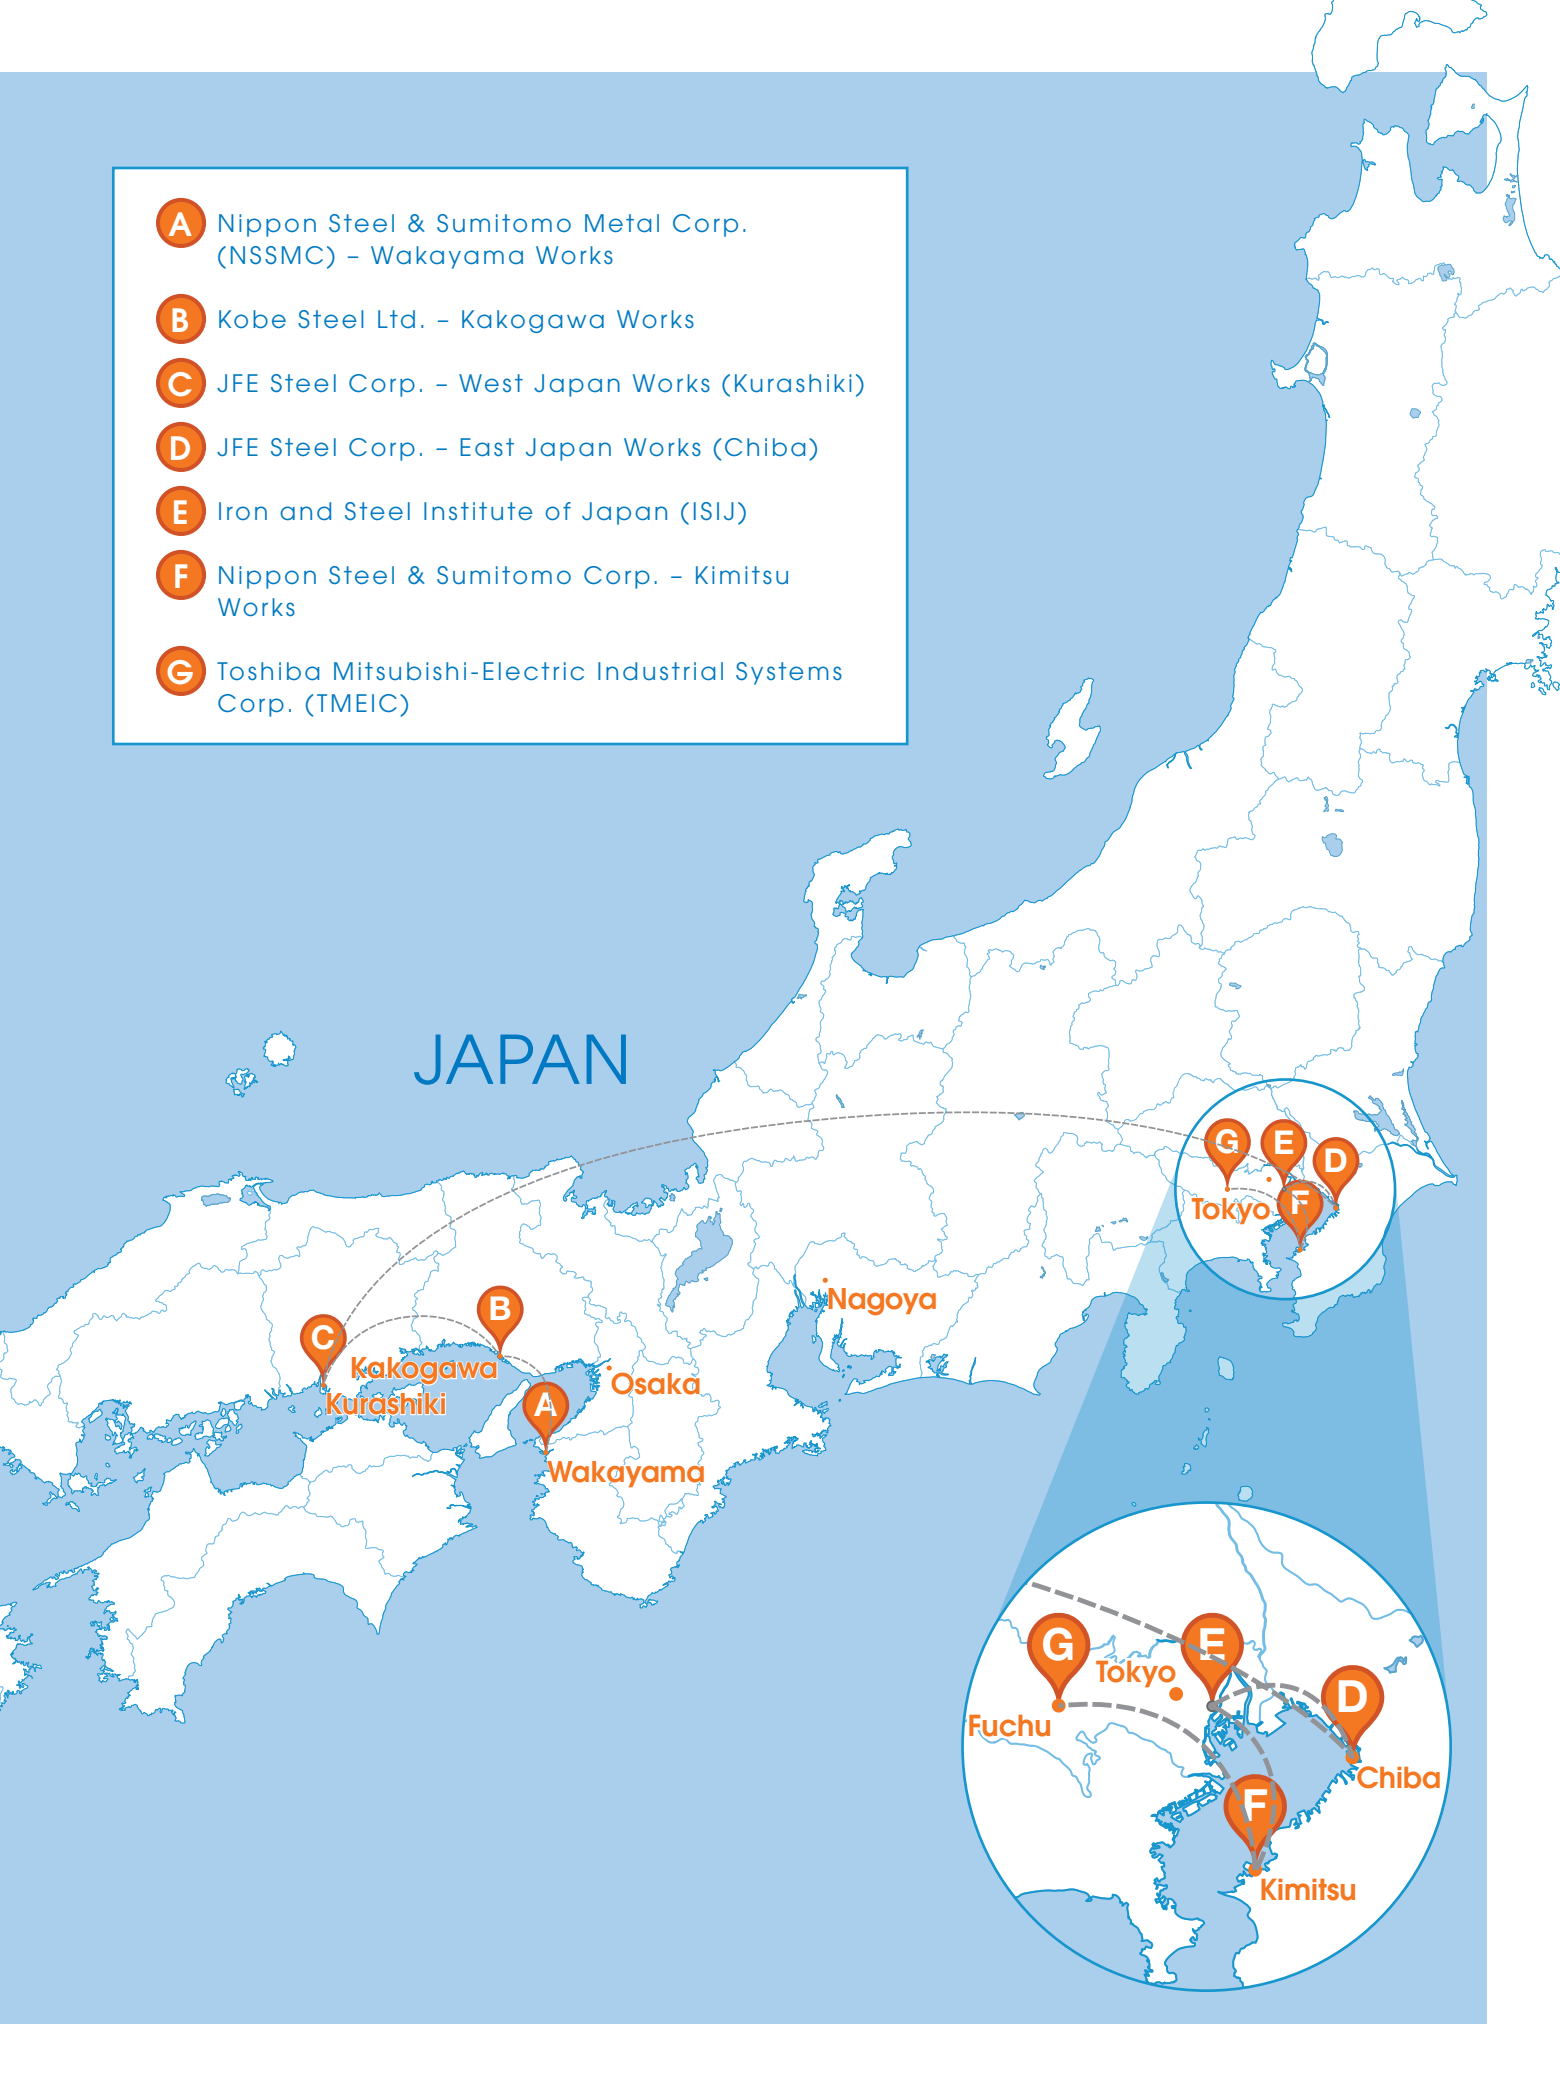 A Nippon Steel & Sumitomo Metal Corp.
(NSSMC) – Wakayama Works
B Kobe Steel Ltd. – Kakogawa Works
C JFE Steel Corp. – West Japan Works (Kurashiki)
D JFE Steel Corp. – East Japan Works (Chiba)
E Iron and Steel Institute of Japan (ISIJ)
F Nippon Steel & Sumitomo Corp. – Kimitsu
Works
G Toshiba Mitsubishi-Electric Industrial Systems
Corp. (TMEIC)
JAPAN
G
E
D
Tokyo
F
Nagoya
B
C
Kakogawa
Kurashiki
Osaka
A
Wakayama
G
E
Tokyo
D
Fuchu
Chiba
F
Kimitsu